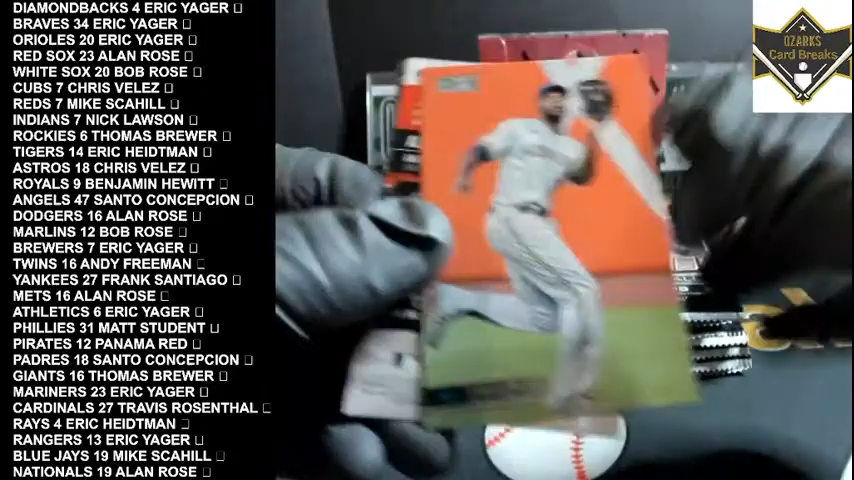 DIAMONDBACKS 4 ERIC YAGER □
BRAVES 34 ERIC YAGER □
ORIOLES 20 ERIC YAGER □
RED SOX 23 ALAN ROSE □
WHITE SOX 20 BOB ROSE □
CUBS 7 CHRIS VELEZ □
REDS 7 MIKE SCAHILL □
INDIANS 7 NICK LAWSON □
ROCKIES 6 THOMAS BREWER □
TIGERS 14 ERIC HEIDTMAN □
ASTROS 18 CHRIS VELEZ □
ROYALS 9 BENJAMIN HEWITT □
ANGELS 47 SANTO CONCEPCION □
DODGERS 16 ALAN ROSE □
MARLINS 12 BOB ROSE □
BREWERS 7 ERIC YAGER □
TWINS 16 ANDY FREEMAN □
YANKEES 27 FRANK SANTIAGO □
METS 16 ALAN ROSE □
ATHLETICS 6 ERIC YAGER □
PHILLIES 31 MATT STUDENT □
PIRATES 12 PANAMA RED □
PADRES 18 SANTO CONCEPCION □
GIANTS 16 THOMAS BREWER □
MARINERS 23 ERIC YAGER □
CARDINALS 27 TRAVIS ROSENTHAL □
RAYS 4 ERIC HEIDTMAN □
RANGERS 13 ERIC YAGER □
BLUE JAYS 19 MIKE SCAHILL □
NATIONALS 19 ALAN ROSE □
OZARKS
Card Breaks